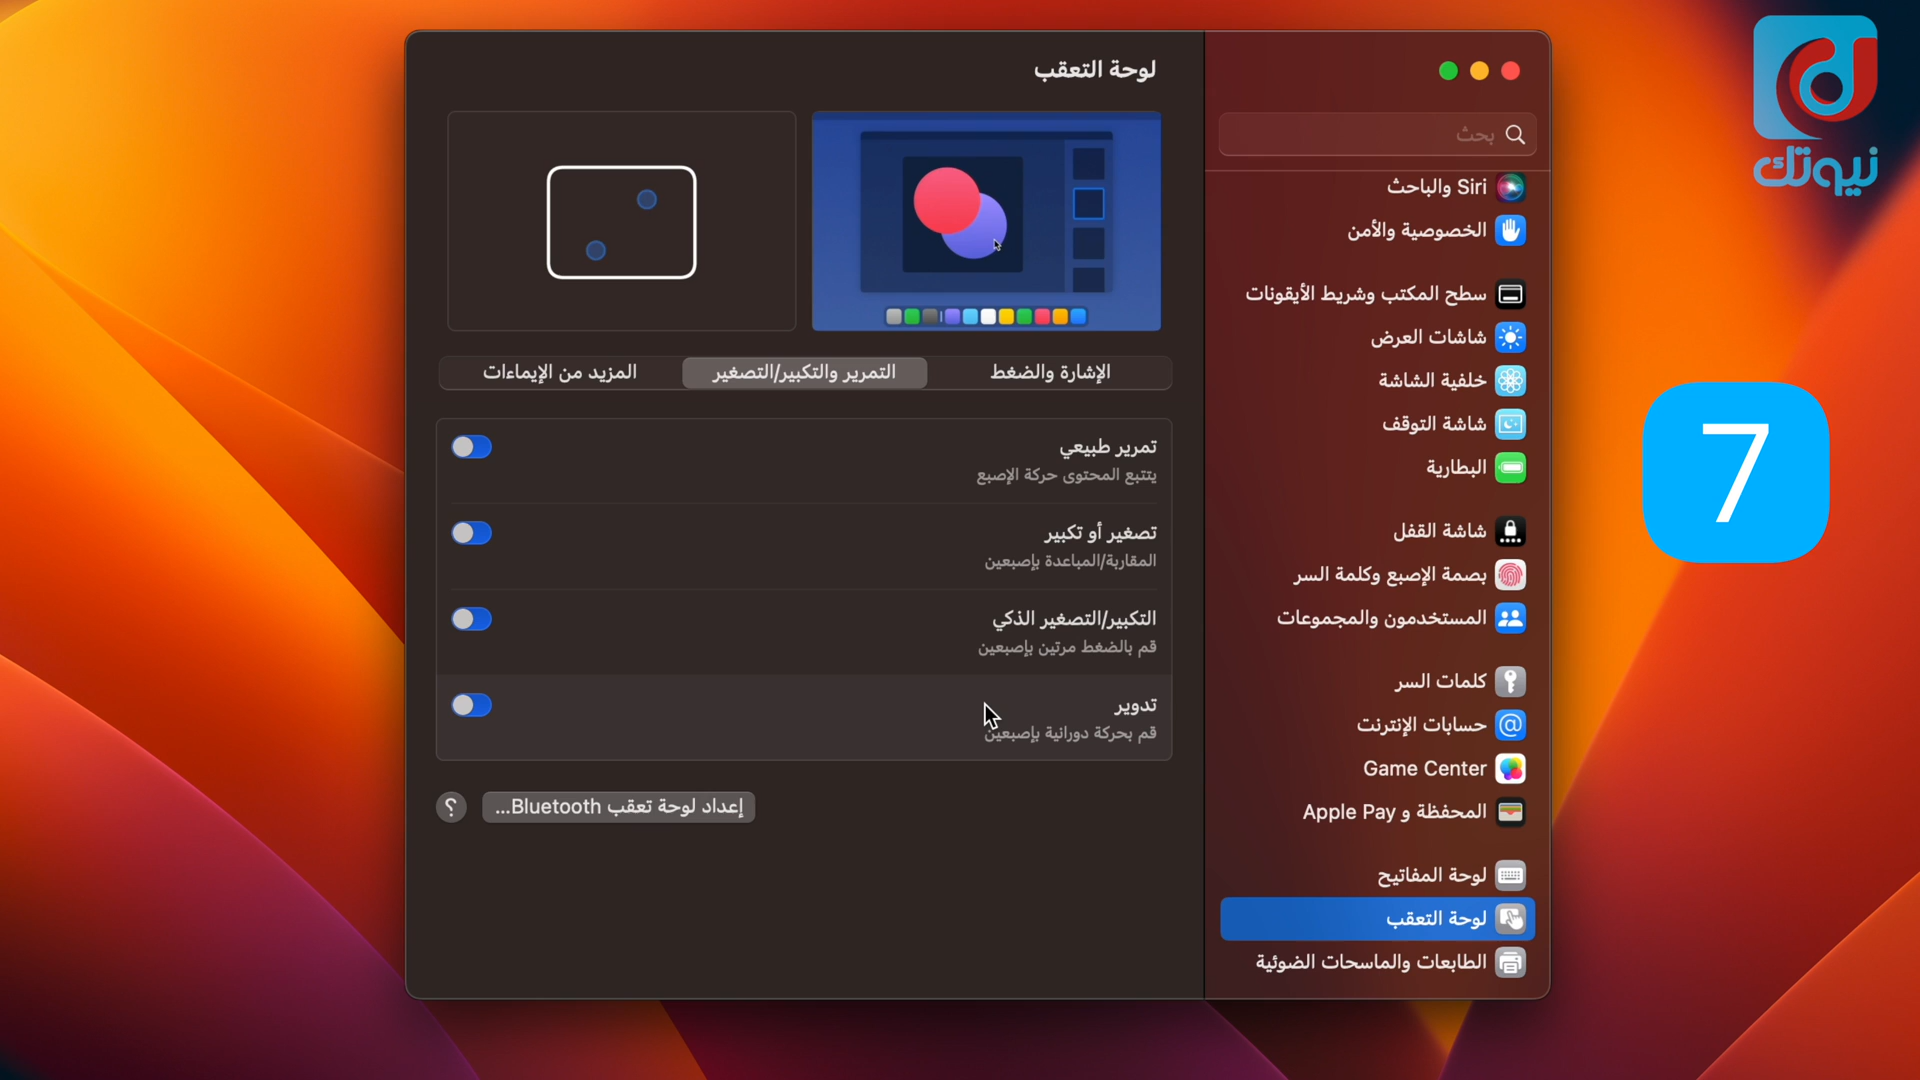 نيوتك
7
بحث
Siri والباحث
الخصوصية والأمن
سطح المكتب وشريط الأيقونات
شاشات العرض
خلفية الشاشة
شاشة التوقف
البطارية
شاشة القفل
بصمة الإصبع وكلمة السر
المستخدمون والمجموعات
كلمات السر
حسابات الإنترنت
Game Center
المحفظة و Apple Pay
لوحة المفاتيح
لوحة التعقب
الطابعات والماسحات الضوئية
لوحة التعقب
الإشارة والضغط
التمرير والتكبير/التصغير
المزيد من الإيماءات
تمرير طبيعي
يتتبع المحتوى حركة الإصبع
تصغير أو تكبير
المقاربة/المباعدة بإصبعين
التكبير/التصغير الذكي
قم بالضغط مرتين بإصبعين
تدوير
قم بحركة دورانية بإصبعين
إعداد لوحة تعقب Bluetooth...
؟